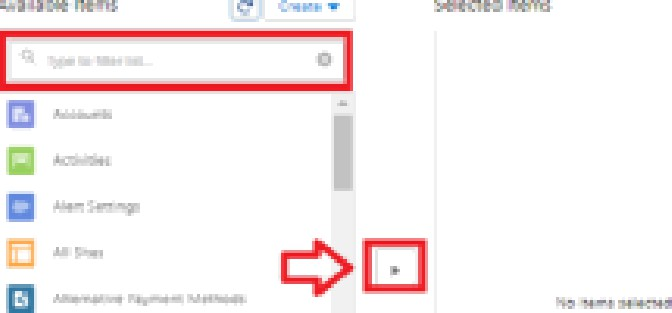 Available Items Create Selected Items
Type to filter list...
Accounts
Activities
Alert Settings
All Sites
Alternative Payment Methods
No items selected